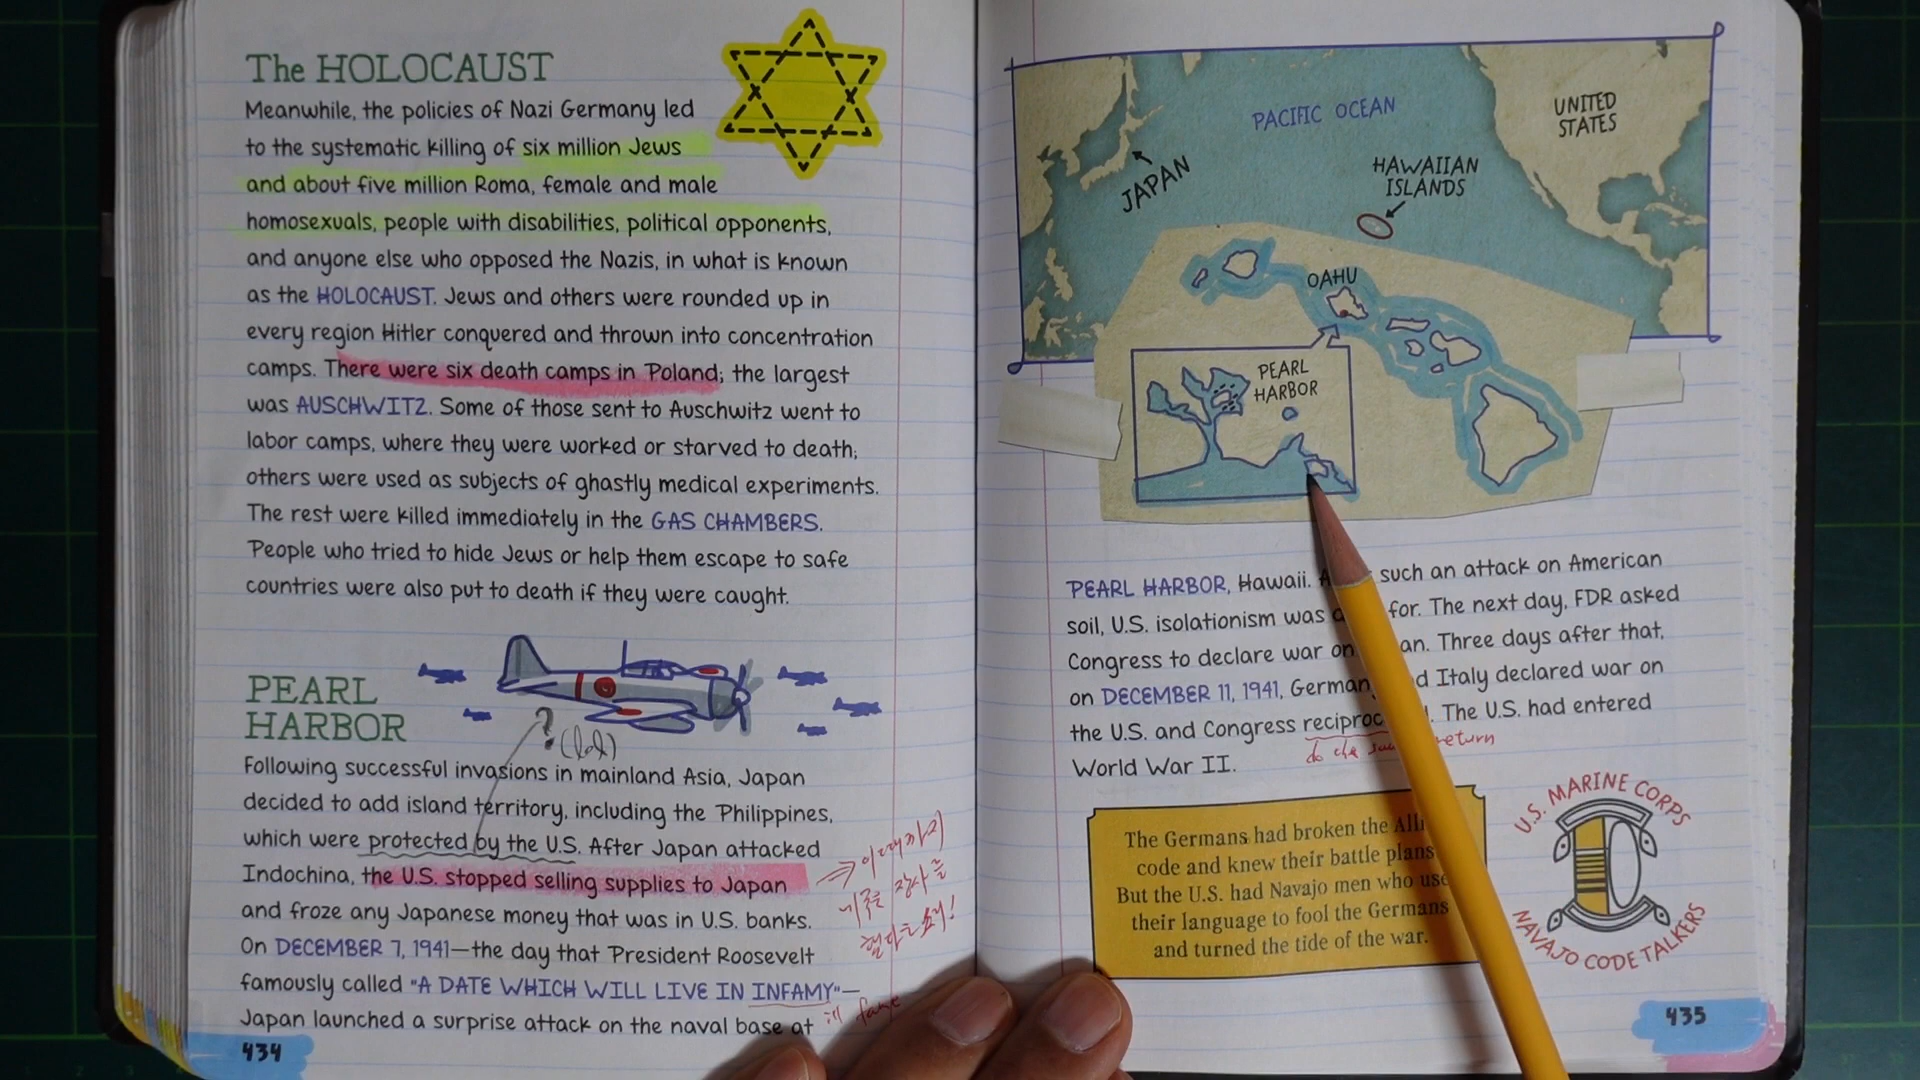 The HOLOCAUST
Meanwhile, the policies of Nazi Germany led
to the systematic killing of six million Jews
and about five million Roma, female and male
homosexuals, people with disabilities, political opponents,
and anyone else who opposed the Nazis, in what is known
as the HOLOCAUST. Jews and others were rounded up in
every region Hitler conquered and thrown into concentration
camps. There were six death camps in Poland; the largest
was AUSCHWITZ. Some of those sent to Auschwitz went to
labor camps, where they were worked or starved to death;
others were used as subjects of ghastly medical experiments.
The rest were killed immediately in the GAS CHAMBERS.
People who tried to hide Jews or help them escape to safe
countries were also put to death if they were caught.
PEARL
HARBOR
?
Following successful invasions in mainland Asia, Japan
decided to add island territory, including the Philippines,
which were protected by the U.S. After Japan attacked
Indochina, the U.S. stopped selling supplies to Japan
and froze any Japanese money that was in U.S. banks.
On DECEMBER 7, 1941—the day that President Roosevelt
famously called "A DATE WHICH WILL LIVE IN INFAMY"—
Japan launched a surprise attack on the naval base at
434
PACIFIC OCEAN
UNITED
STATES
JAPAN
HAWAIIAN
ISLANDS
OAHU
PEARL
HARBOR
PEARL HARBOR, Hawaii. such an attack on American
soil, U.S. isolationism was for. The next day, FDR asked
Congress to declare war on Three days after that,
on DECEMBER 11, 1941, Italy declared war on
the U.S. and Congress The U.S. had entered
return
World War II.
The Germans had broken the
code and knew their battle plans
But the U.S. had Navajo men who
their language to fool the Germans
and turned the tide of the war.
U.S. MARINE CORPS
NAVAJO CODE TALKERS
435